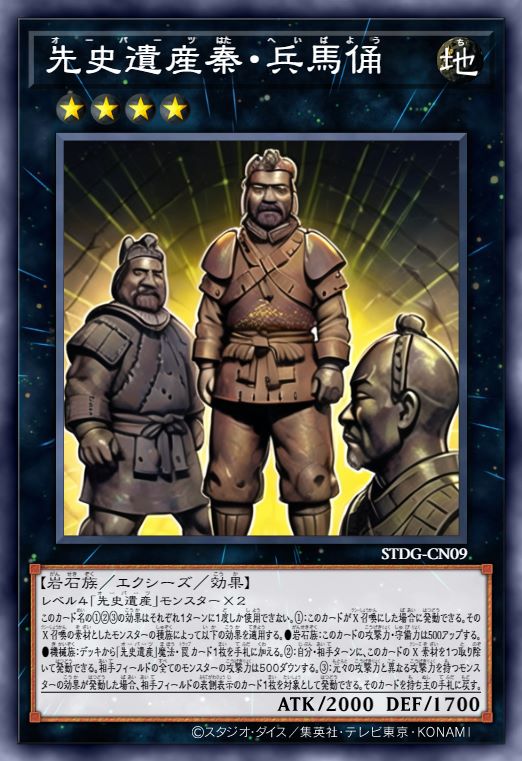 先史遺産秦・兵馬俑
オーパーツはた へいばよう
地
ち
STDG-CN09
【岩石族/エクシーズ/効果】
レベル4「先史遺産」モンスター×2
このカード名の①②③の効果はそれぞれ1ターンに1度しか使用できない。①:このカードがX召喚した場合に発動できる。その
X召喚の素材としたモンスターの種族によって以下の効果を適用する。●岩石族:このカードの攻撃力・守備力は500アップする。
●機械族:デッキから「先史遺産」魔法・罠カード1枚を手札に加える。②:自分・相手ターンに、このカードのX素材を1つ取り除
いて発動できる。相手フィールドの全てのモンスターの攻撃力は500ダウンする。③:元々の攻撃力と異なる攻撃力を持つモンス
ターの効果が発動した場合、相手フィールドの表側表示のカード1枚を対象として発動できる。そのカードを持ち主の手札に戻す。
ATK/2000 DEF/1700
©スタジオ・ダイス/集英社・テレビ東京・KONAMI